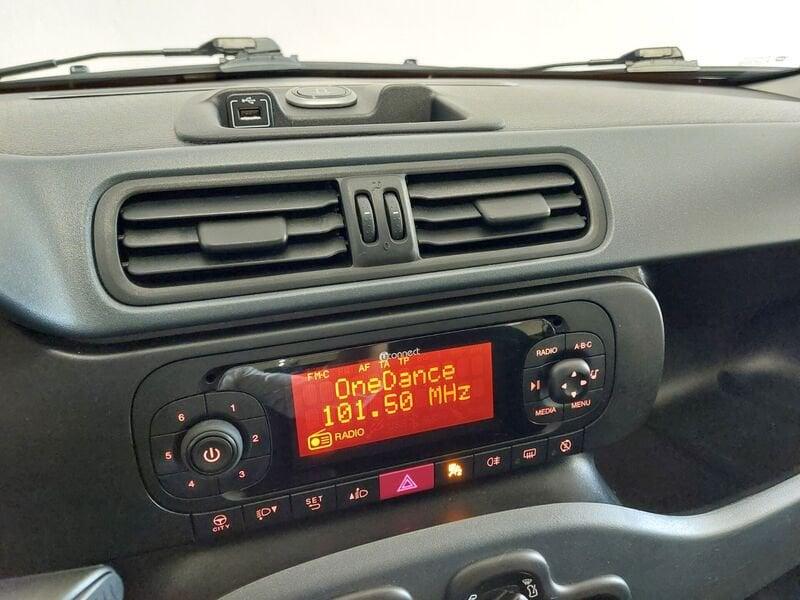 uconnect
FM-C AF TA TP
OneDance
101.50 MHz
RADIO
RADIO
A·B·C
MEDIA
MENU
6 1
5 2
4 3
CITY
SET